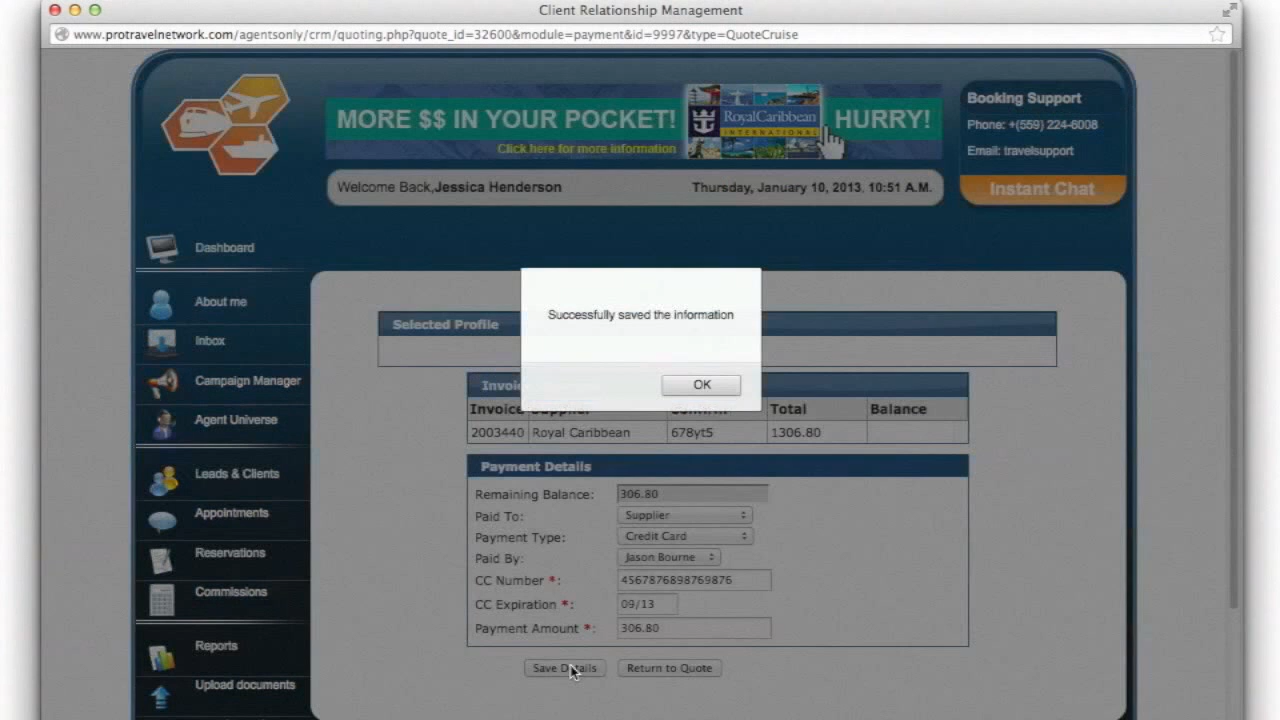 Client Relationship Management
www.protravelnetwork.com/agentsonly/crm/quoting.php?quote_id=32600&module=payment&id=9997&type=QuoteCruise
MORE $$ IN YOUR POCKET!
RoyalCaribbean
INTERNATIONAL
HURRY!
Click here for more information
Booking Support
Phone: +(559) 224-6008
Email: travelsupport
Instant Chat
Welcome Back,Jessica Henderson
Thursday, January 10, 2013, 10:51 A.M.
Dashboard
About me
Inbox
Campaign Manager
Agent Universe
Leads & Clients
Appointments
Reservations
Commissions
Reports
Upload documents
Selected Profile
Successfully saved the information
OK
Invoice Total Balance
2003440 Royal Caribbean 678yt5 1306.80
Payment Details
Remaining Balance: 306.80
Paid To: Supplier
Payment Type: Credit Card
Paid By: Jason Bourne
CC Number *: 4567876898769876
CC Expiration *: 09/13
Payment Amount *: 306.80
Save Details
Return to Quote